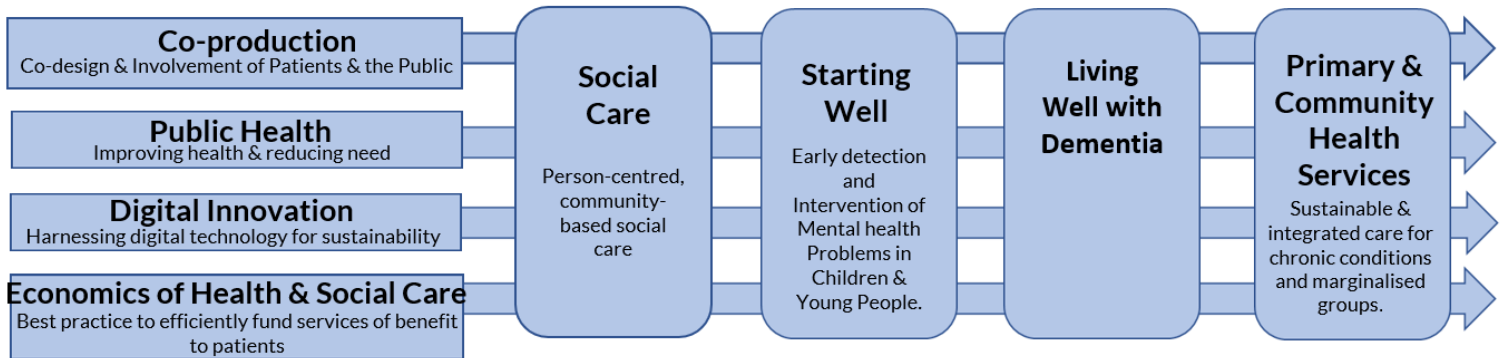 Co-production
Co-design & Involvement of Patients & the Public
Public Health
Improving health & reducing need
Digital Innovation
Harnessing digital technology for sustainability
Economics of Health & Social Care
Best practice to efficiently fund services of benefit
to patients
Social
Care
Person-centred,
community-
based social
care
Starting
Well
Early detection
and
Intervention of
Mental health
Problems in
Children &
Young People.
Living
Well with
Dementia
Primary &
Community
Health
Services
Sustainable &
integrated care for
chronic conditions
and marginalised
groups.